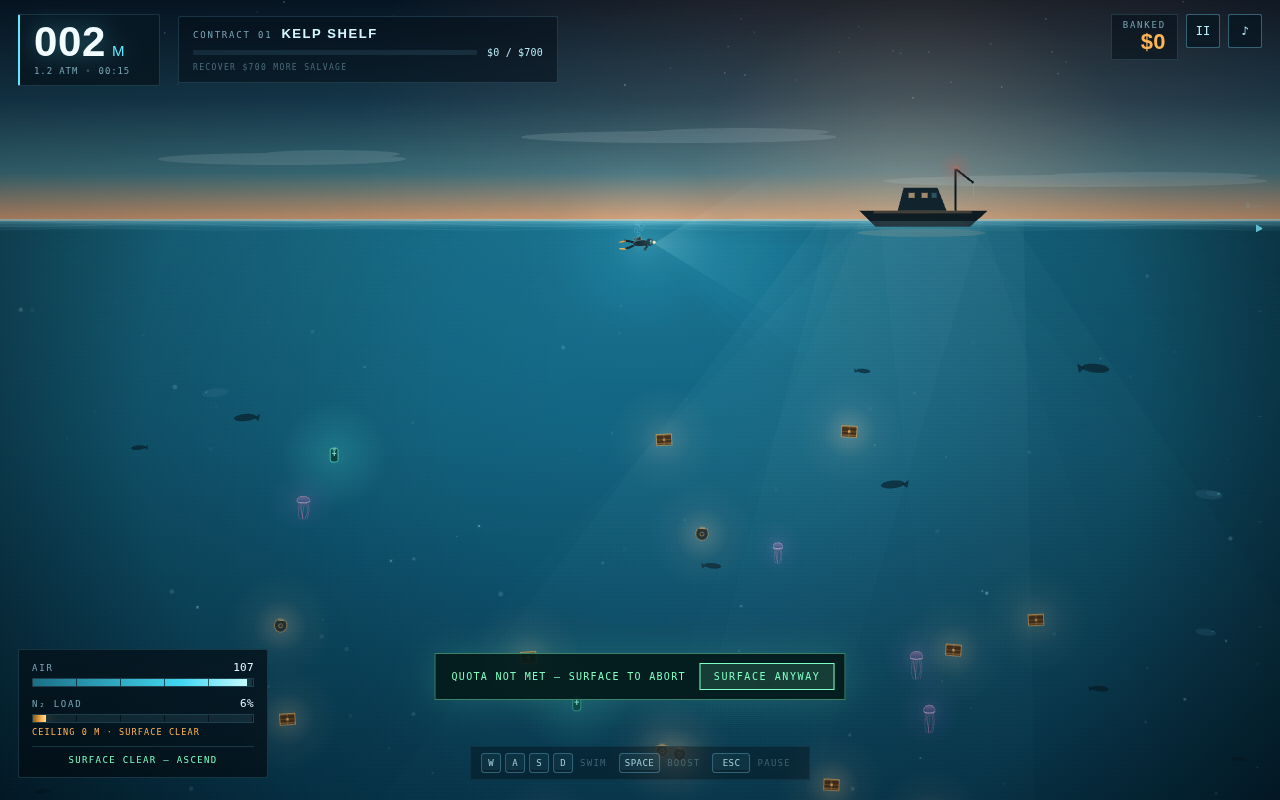 002 M
1.2 ATM · 00:15
CONTRACT 01 KELP SHELF
$0 / $700
RECOVER $700 MORE SALVAGE
BANKED
$0
II
♪
QUOTA NOT MET — SURFACE TO ABORT
SURFACE ANYWAY
AIR 107
N₂ LOAD 6%
CEILING 0 M · SURFACE CLEAR
SURFACE CLEAR — ASCEND
W A S D SWIM SPACE BOOST ESC PAUSE